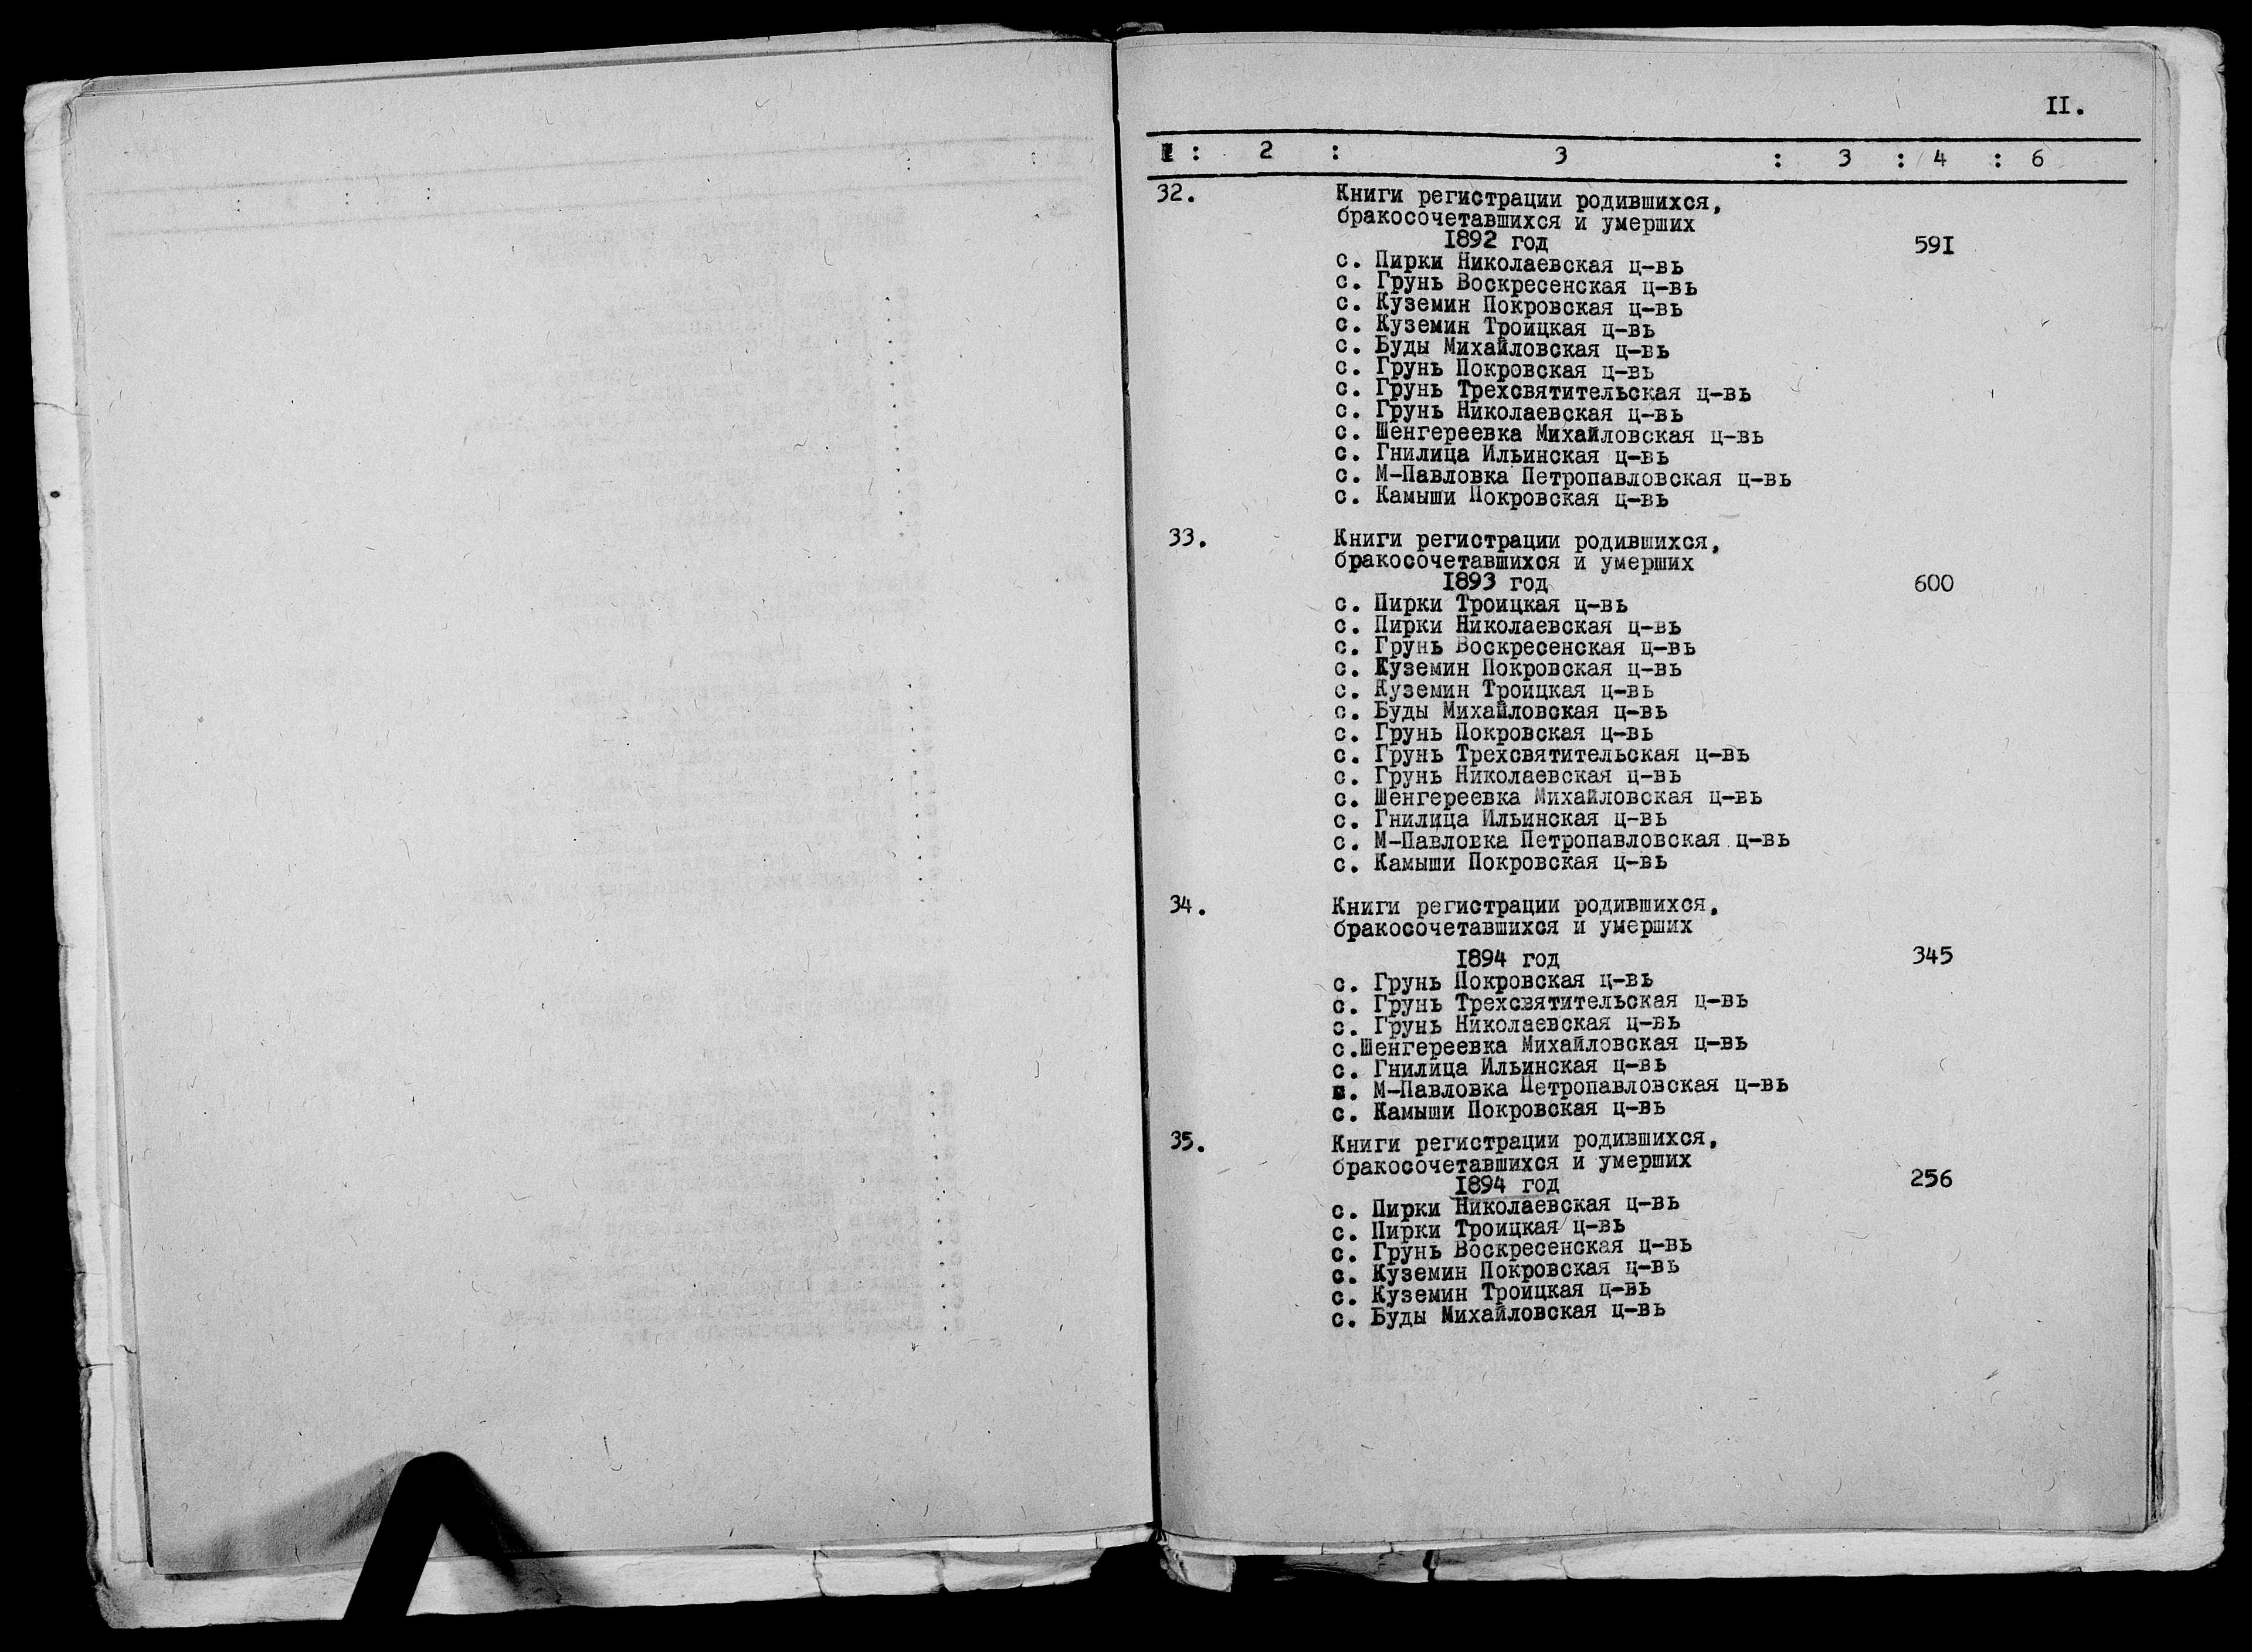 II.
I : 2 : 3 : 3 : 4 : 6
32. Книги регистрации родившихся,
бракосочетавшихся и умерших
I892 год 59I
с. Пирки Николаевская ц-вь
с. Грунь Воскресенская ц-вь
с. Куземин Покровская ц-вь
с. Куземин Троицкая ц-вь
с. Буды Михайловская ц-вь
с. Грунь Покровская ц-вь
с. Грунь Трехсвятительская ц-вь
с. Грунь Николаевская ц-вь
с. Шенгереевка Михайловская ц-вь
с. Гнилица Ильинская ц-вь
с. М-Павловка Петропавловская ц-вь
с. Камыши Покровская ц-вь
33. Книги регистрации родившихся,
бракосочетавшихся и умерших
I893 год 600
с. Пирки Троицкая ц-вь
с. Пирки Николаевская ц-вь
с. Грунь Воскресенская ц-вь
с. Куземин Покровская ц-вь
с. Куземин Троицкая ц-вь
с. Буды Михайловская ц-вь
с. Грунь Покровская ц-вь
с. Грунь Трехсвятительская ц-вь
с. Грунь Николаевская ц-вь
с. Шенгереевка Михайловская ц-вь
с. Гнилица Ильинская ц-вь
с. М-Павловка Петропавловская ц-вь
с. Камыши Покровская ц-вь
34. Книги регистрации родившихся,
бракосочетавшихся и умерших
I894 год 345
с. Грунь Покровская ц-вь
с. Грунь Трехсвятительская ц-вь
с. Грунь Николаевская ц-вь
с.Шенгереевка Михайловская ц-вь
с. Гнилица Ильинская ц-вь
с. М-Павловка Петропавловская ц-вь
с. Камыши Покровская ц-вь
35. Книги регистрации родившихся,
бракосочетавшихся и умерших
I894 год 256
с. Пирки Николаевская ц-вь
с. Пирки Троицкая ц-вь
с. Грунь Воскресенская ц-вь
с. Куземин Покровская ц-вь
с. Куземин Троицкая ц-вь
с. Буды Михайловская ц-вь